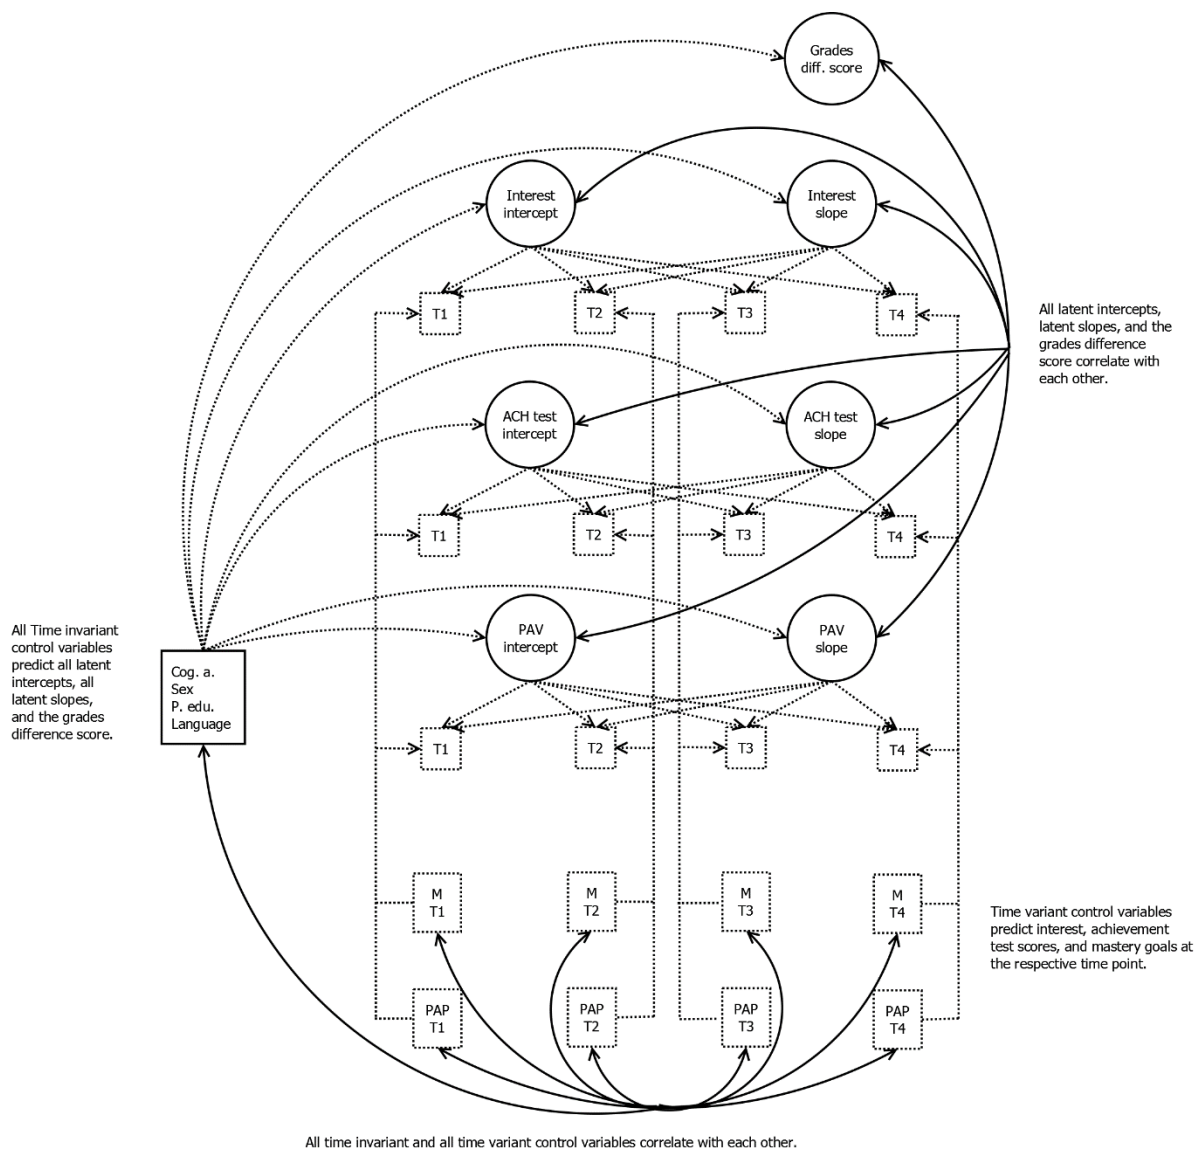 Grades
diff. score
Interest
intercept
Interest
slope
T1
T2
T3
T4
All latent intercepts,
latent slopes, and the
grades difference
score correlate with
each other.
ACH test
intercept
ACH test
slope
T1
T2
T3
T4
PAV
intercept
PAV
slope
All Time invariant
control variables
predict all latent
intercepts, all
latent slopes,
and the grades
difference score.
Cog. a.
Sex
P. edu.
Language
T1
T2
T3
T4
M
T1
M
T2
M
T3
M
T4
Time variant control variables
predict interest, achievement
test scores, and mastery goals at
the respective time point.
PAP
T1
PAP
T2
PAP
T3
PAP
T4
All time invariant and all time variant control variables correlate with each other.